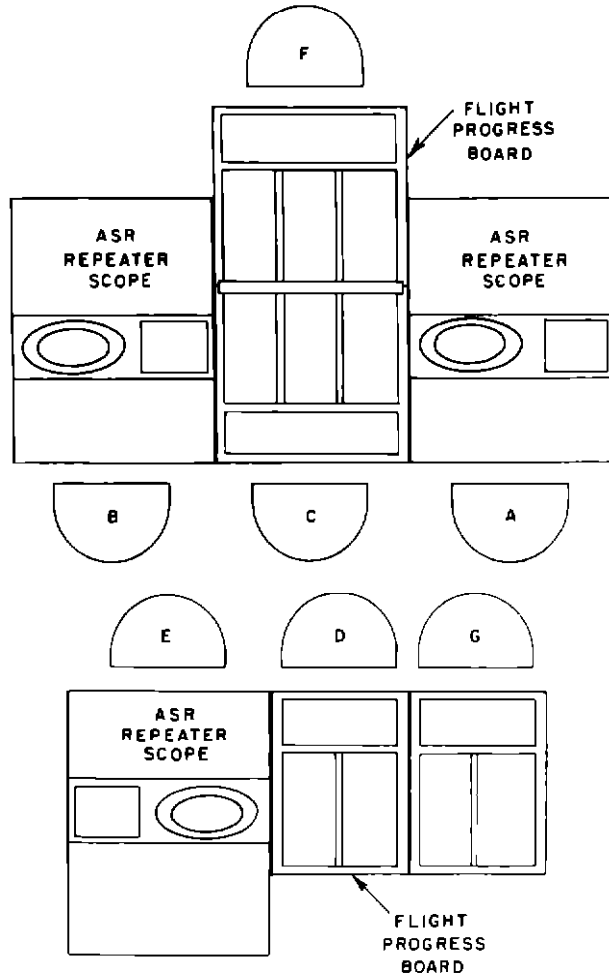 F
FLIGHT
PROGRESS
BOARD
ASR
REPEATER
SCOPE
ASR
REPEATER
SCOPE
B
C
A
E
D
G
ASR
REPEATER
SCOPE
FLIGHT
PROGRESS
BOARD